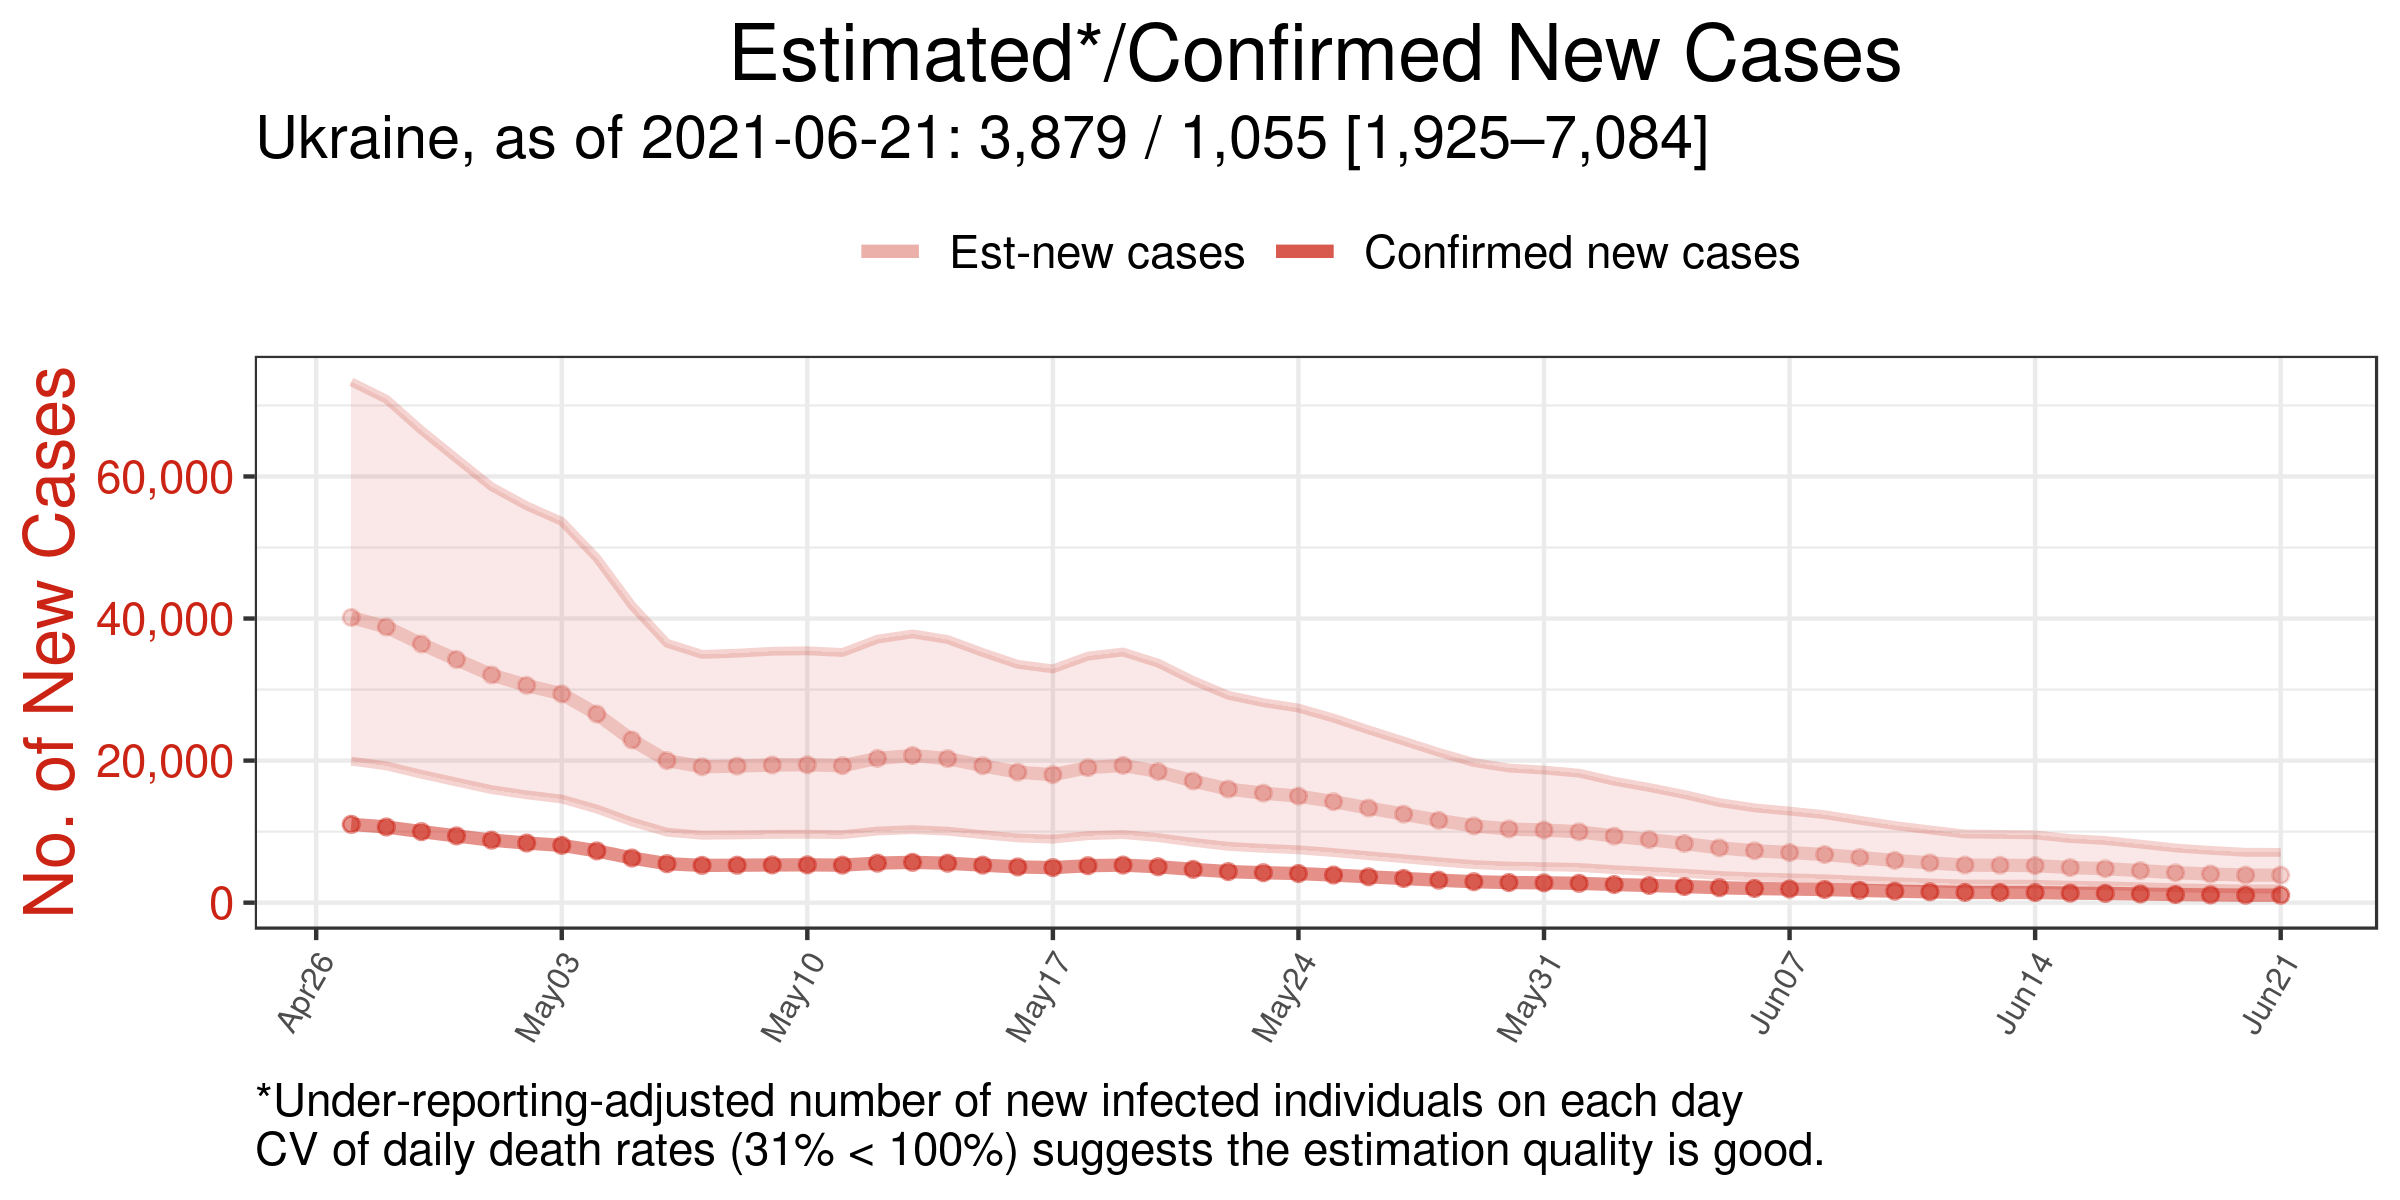 Estimated*/Confirmed New Cases
Ukraine, as of 2021-06-21: 3,879 / 1,055 [1,925–7,084]
Est-new cases
Confirmed new cases
No. of New Cases
60,000
40,000
20,000
0
Apr26
May03
May10
May17
May24
May31
Jun07
Jun14
Jun21
*Under-reporting-adjusted number of new infected individuals on each day
CV of daily death rates (31% < 100%) suggests the estimation quality is good.